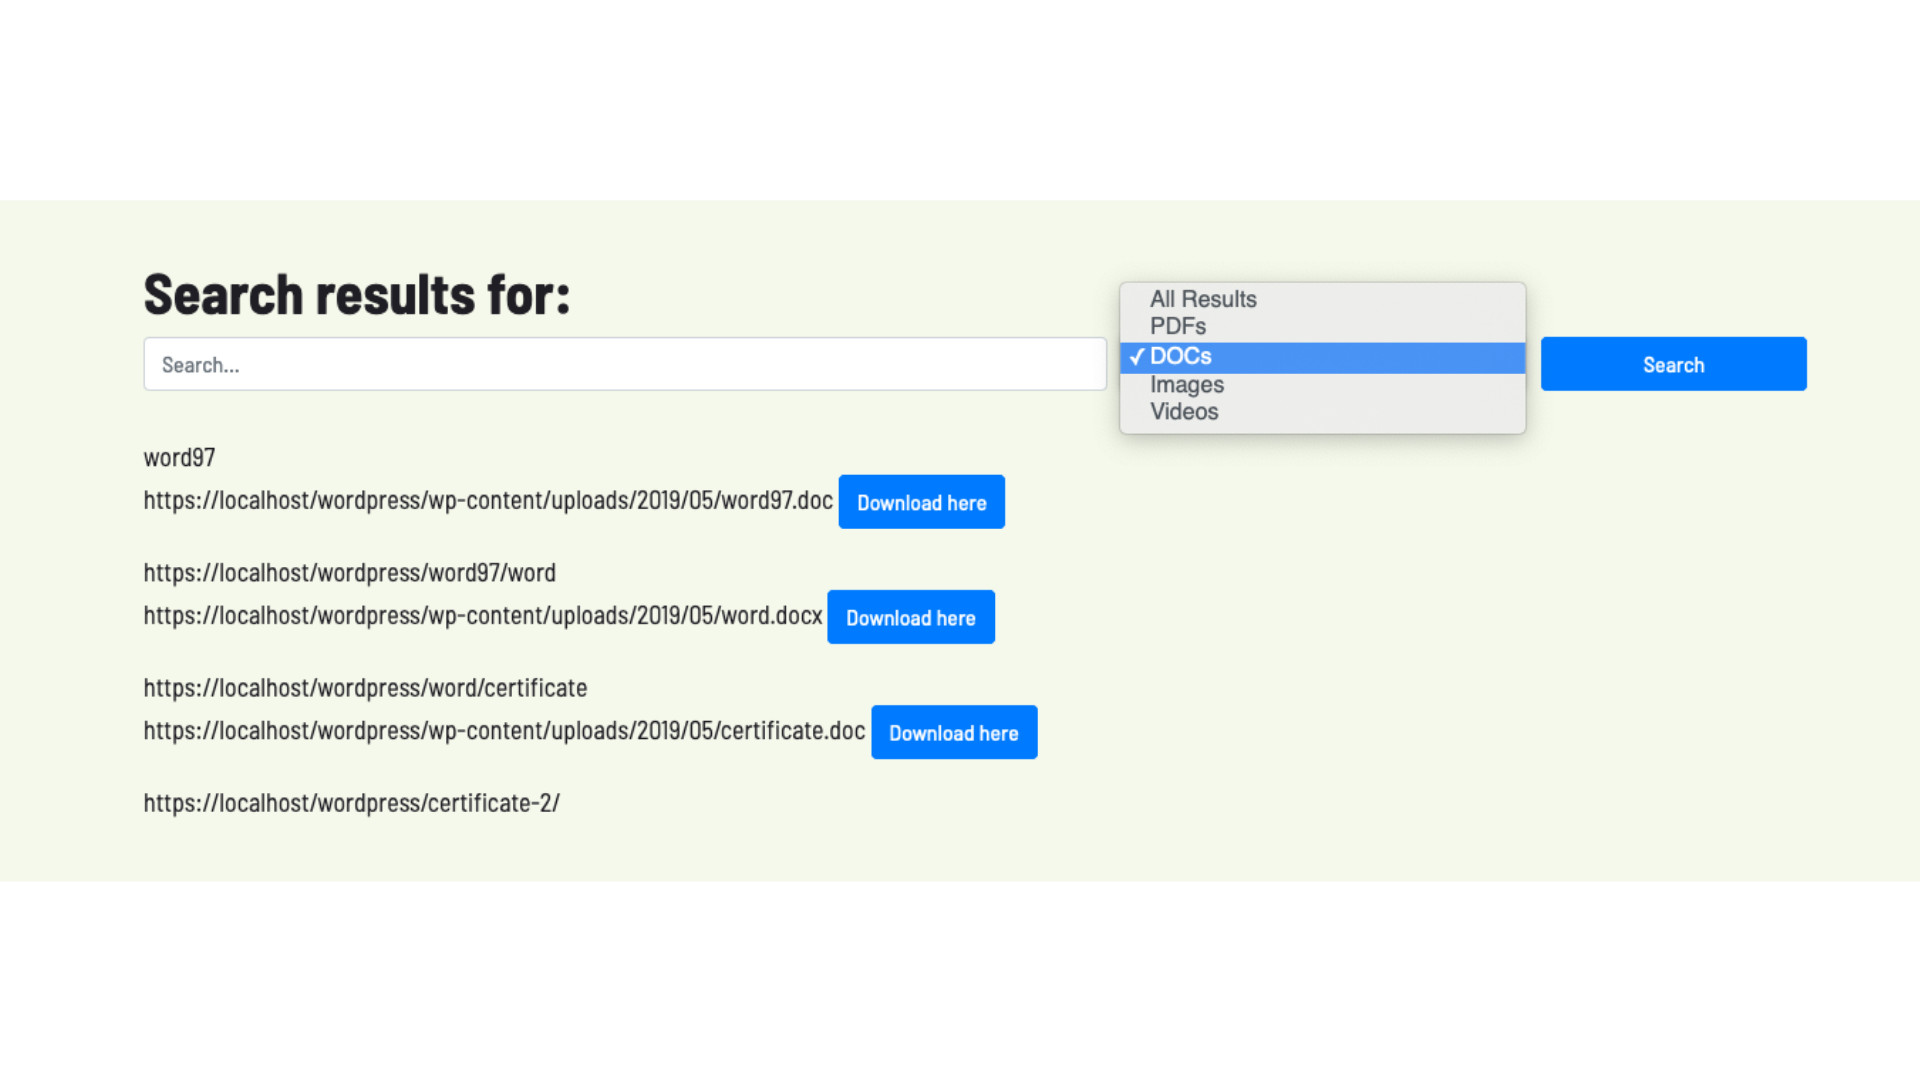 Search results for:
All Results
PDFs
✓ DOCs
Images
Videos
Search...
Search
word97
https://localhost/wordpress/wp-content/uploads/2019/05/word97.doc Download here
https://localhost/wordpress/word97/word
https://localhost/wordpress/wp-content/uploads/2019/05/word.docx Download here
https://localhost/wordpress/word/certificate
https://localhost/wordpress/wp-content/uploads/2019/05/certificate.doc Download here
https://localhost/wordpress/certificate-2/